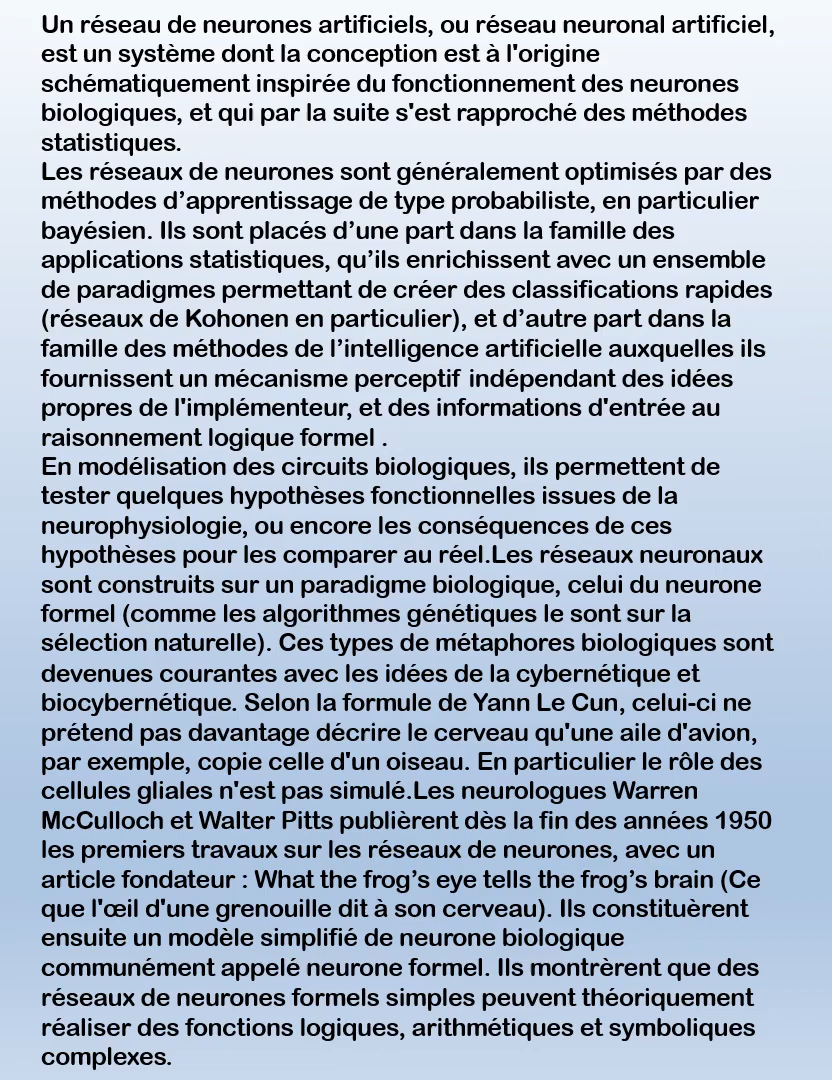 Un réseau de neurones artificiels, ou réseau neuronal artificiel,
est un système dont la conception est à l'origine
schématiquement inspirée du fonctionnement des neurones
biologiques, et qui par la suite s'est rapproché des méthodes
statistiques.
Les réseaux de neurones sont généralement optimisés par des
méthodes d’apprentissage de type probabiliste, en particulier
bayésien. Ils sont placés d’une part dans la famille des
applications statistiques, qu’ils enrichissent avec un ensemble
de paradigmes permettant de créer des classifications rapides
(réseaux de Kohonen en particulier), et d’autre part dans la
famille des méthodes de l’intelligence artificielle auxquelles ils
fournissent un mécanisme perceptif indépendant des idées
propres de l'implémenteur, et des informations d'entrée au
raisonnement logique formel .
En modélisation des circuits biologiques, ils permettent de
tester quelques hypothèses fonctionnelles issues de la
neurophysiologie, ou encore les conséquences de ces
hypothèses pour les comparer au réel.Les réseaux neuronaux
sont construits sur un paradigme biologique, celui du neurone
formel (comme les algorithmes génétiques le sont sur la
sélection naturelle). Ces types de métaphores biologiques sont
devenues courantes avec les idées de la cybernétique et
biocybernétique. Selon la formule de Yann Le Cun, celui-ci ne
prétend pas davantage décrire le cerveau qu'une aile d'avion,
par exemple, copie celle d'un oiseau. En particulier le rôle des
cellules gliales n'est pas simulé.Les neurologues Warren
McCulloch et Walter Pitts publièrent dès la fin des années 1950
les premiers travaux sur les réseaux de neurones, avec un
article fondateur : What the frog’s eye tells the frog’s brain (Ce
que l'œil d'une grenouille dit à son cerveau). Ils constituèrent
ensuite un modèle simplifié de neurone biologique
communément appelé neurone formel. Ils montrèrent que des
réseaux de neurones formels simples peuvent théoriquement
réaliser des fonctions logiques, arithmétiques et symboliques
complexes.